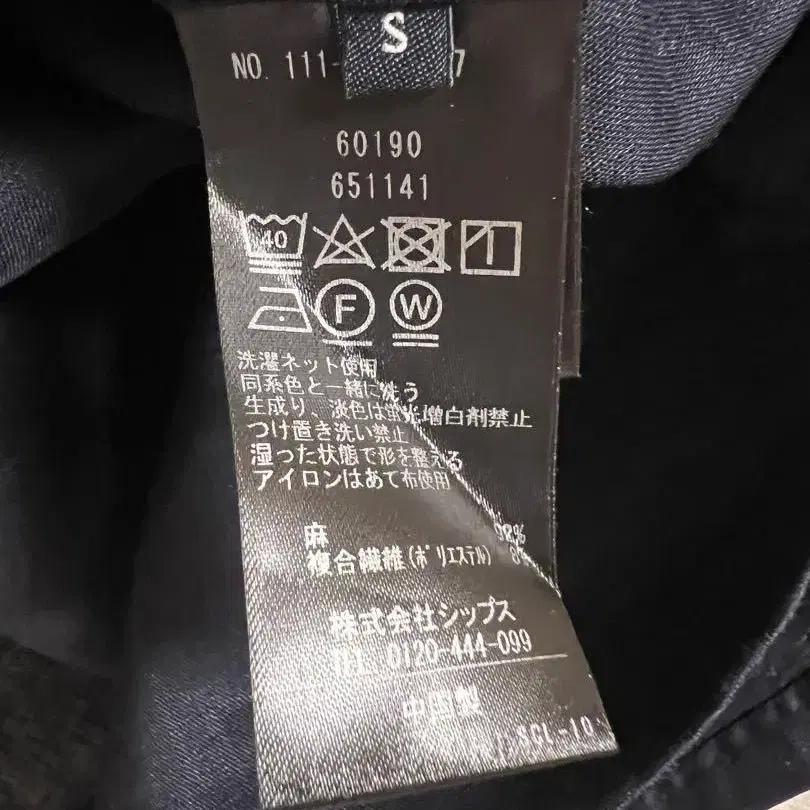 S
NO. 111- 7
60190
651141
40
F W
洗濯ネット使用
同系色と一緒に洗う
生成り、淡色は蛍光増白剤禁止
つけ置き洗い禁止
湿った状態で形を整える
アイロンはあて布使用
麻
複合繊維(ポリエステル)
株式会社シップス
TEL 0120-444-099
中国製
SCL-10